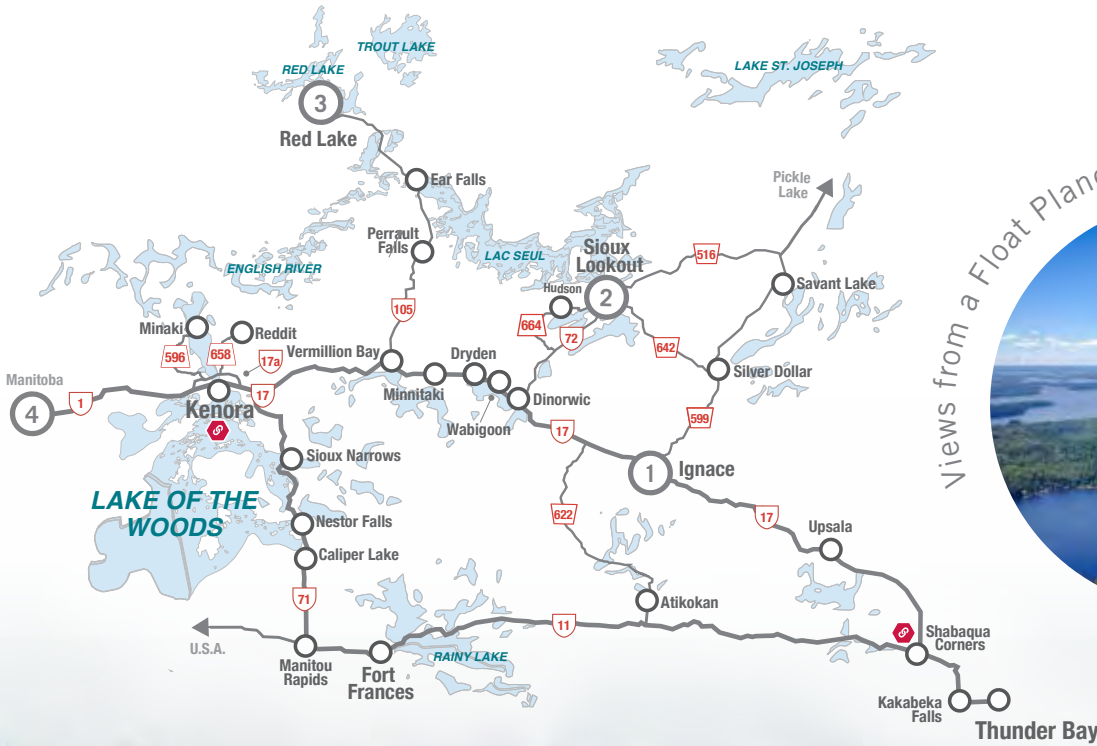 TROUT LAKE
RED LAKE
LAKE ST. JOSEPH
3
Red Lake
Ear Falls
Pickle
Lake
Views from a Float Plane
Perrault
Falls
LAC SEUL
Sioux
Lookout
516
ENGLISH RIVER
Hudson
2
Savant Lake
105
664
72
642
Minaki
Reddit
596
658
17a
Vermillion Bay
Dryden
Silver Dollar
Manitoba
4
1
Kenora
17
Minnitaki
Wabigoon
Dinorwic
599
17
1
Ignace
Sioux Narrows
LAKE OF THE
WOODS
Nestor Falls
622
17
Upsala
Caliper Lake
71
Atikokan
11
U.S.A.
Manitou
Rapids
Fort
Frances
RAINY LAKE
Shabaqua
Corners
Kakabeka
Falls
Thunder Bay